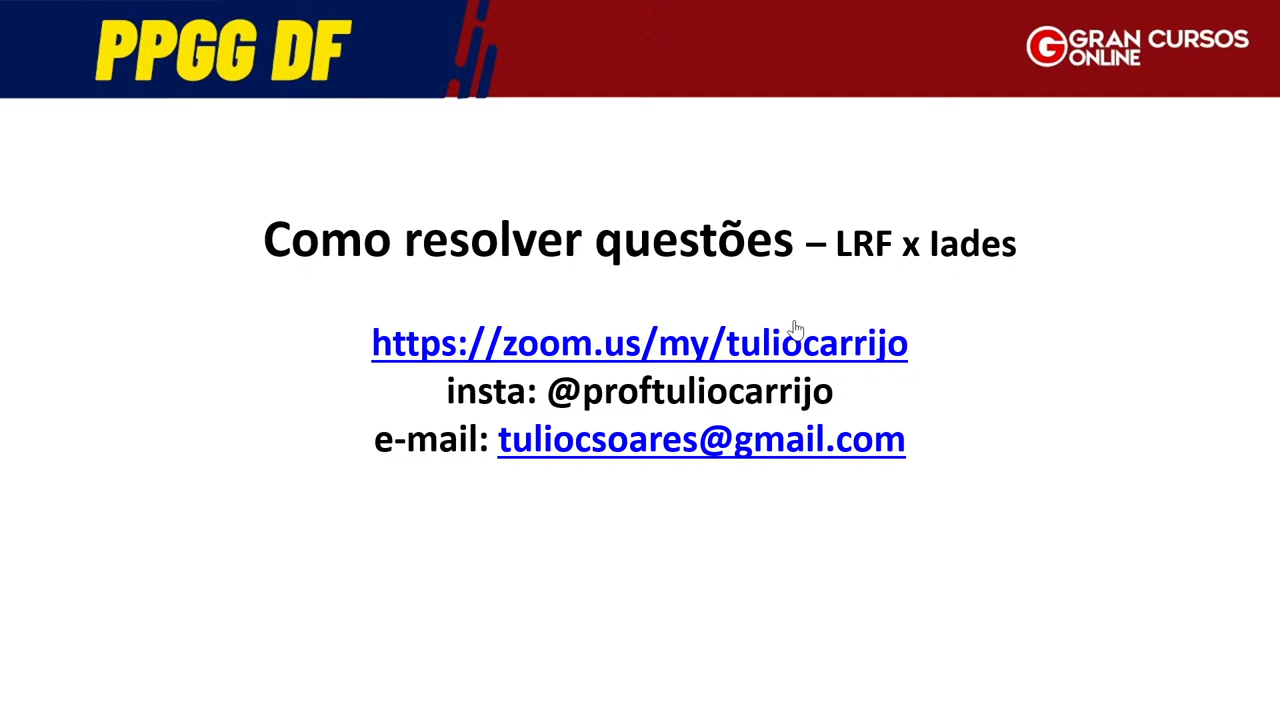 PPGG DF
GRAN CURSOS
ONLINE
Como resolver questões – LRF x Iades
https://zoom.us/my/tuliocarrijo
insta: @proftuliocarrijo
e-mail: tuliocsoares@gmail.com